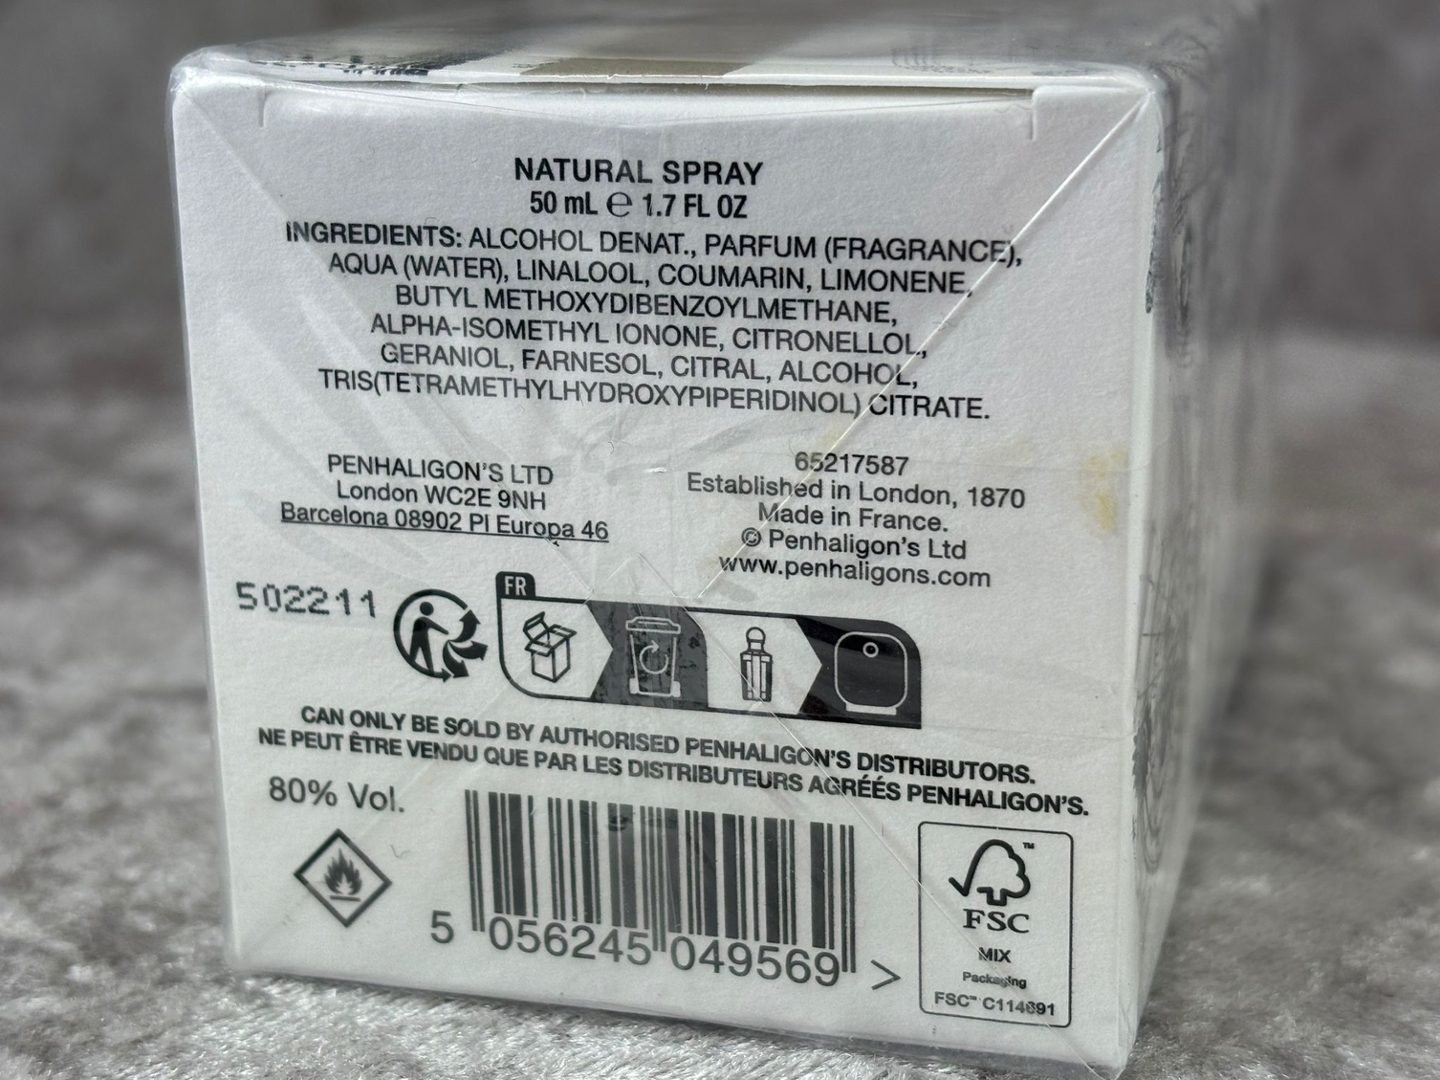 NATURAL SPRAY
50 mL ℮ 1.7 FL OZ
INGREDIENTS: ALCOHOL DENAT., PARFUM (FRAGRANCE),
AQUA (WATER), LINALOOL, COUMARIN, LIMONENE,
BUTYL METHOXYDIBENZOYLMETHANE,
ALPHA-ISOMETHYL IONONE, CITRONELLOL,
GERANIOL, FARNESOL, CITRAL, ALCOHOL,
TRIS(TETRAMETHYLHYDROXYPIPERIDINOL) CITRATE.
PENHALIGON'S LTD
London WC2E 9NH
Barcelona 08902 Pl Europa 46
65217587
Established in London, 1870
Made in France.
© Penhaligon's Ltd
www.penhaligons.com
502211
FR
CAN ONLY BE SOLD BY AUTHORISED PENHALIGON'S DISTRIBUTORS.
NE PEUT ÊTRE VENDU QUE PAR LES DISTRIBUTEURS AGRÉÉS PENHALIGON'S.
80% Vol.
5 056245 049569 >
FSC
MIX
Packaging
FSC™ C114691